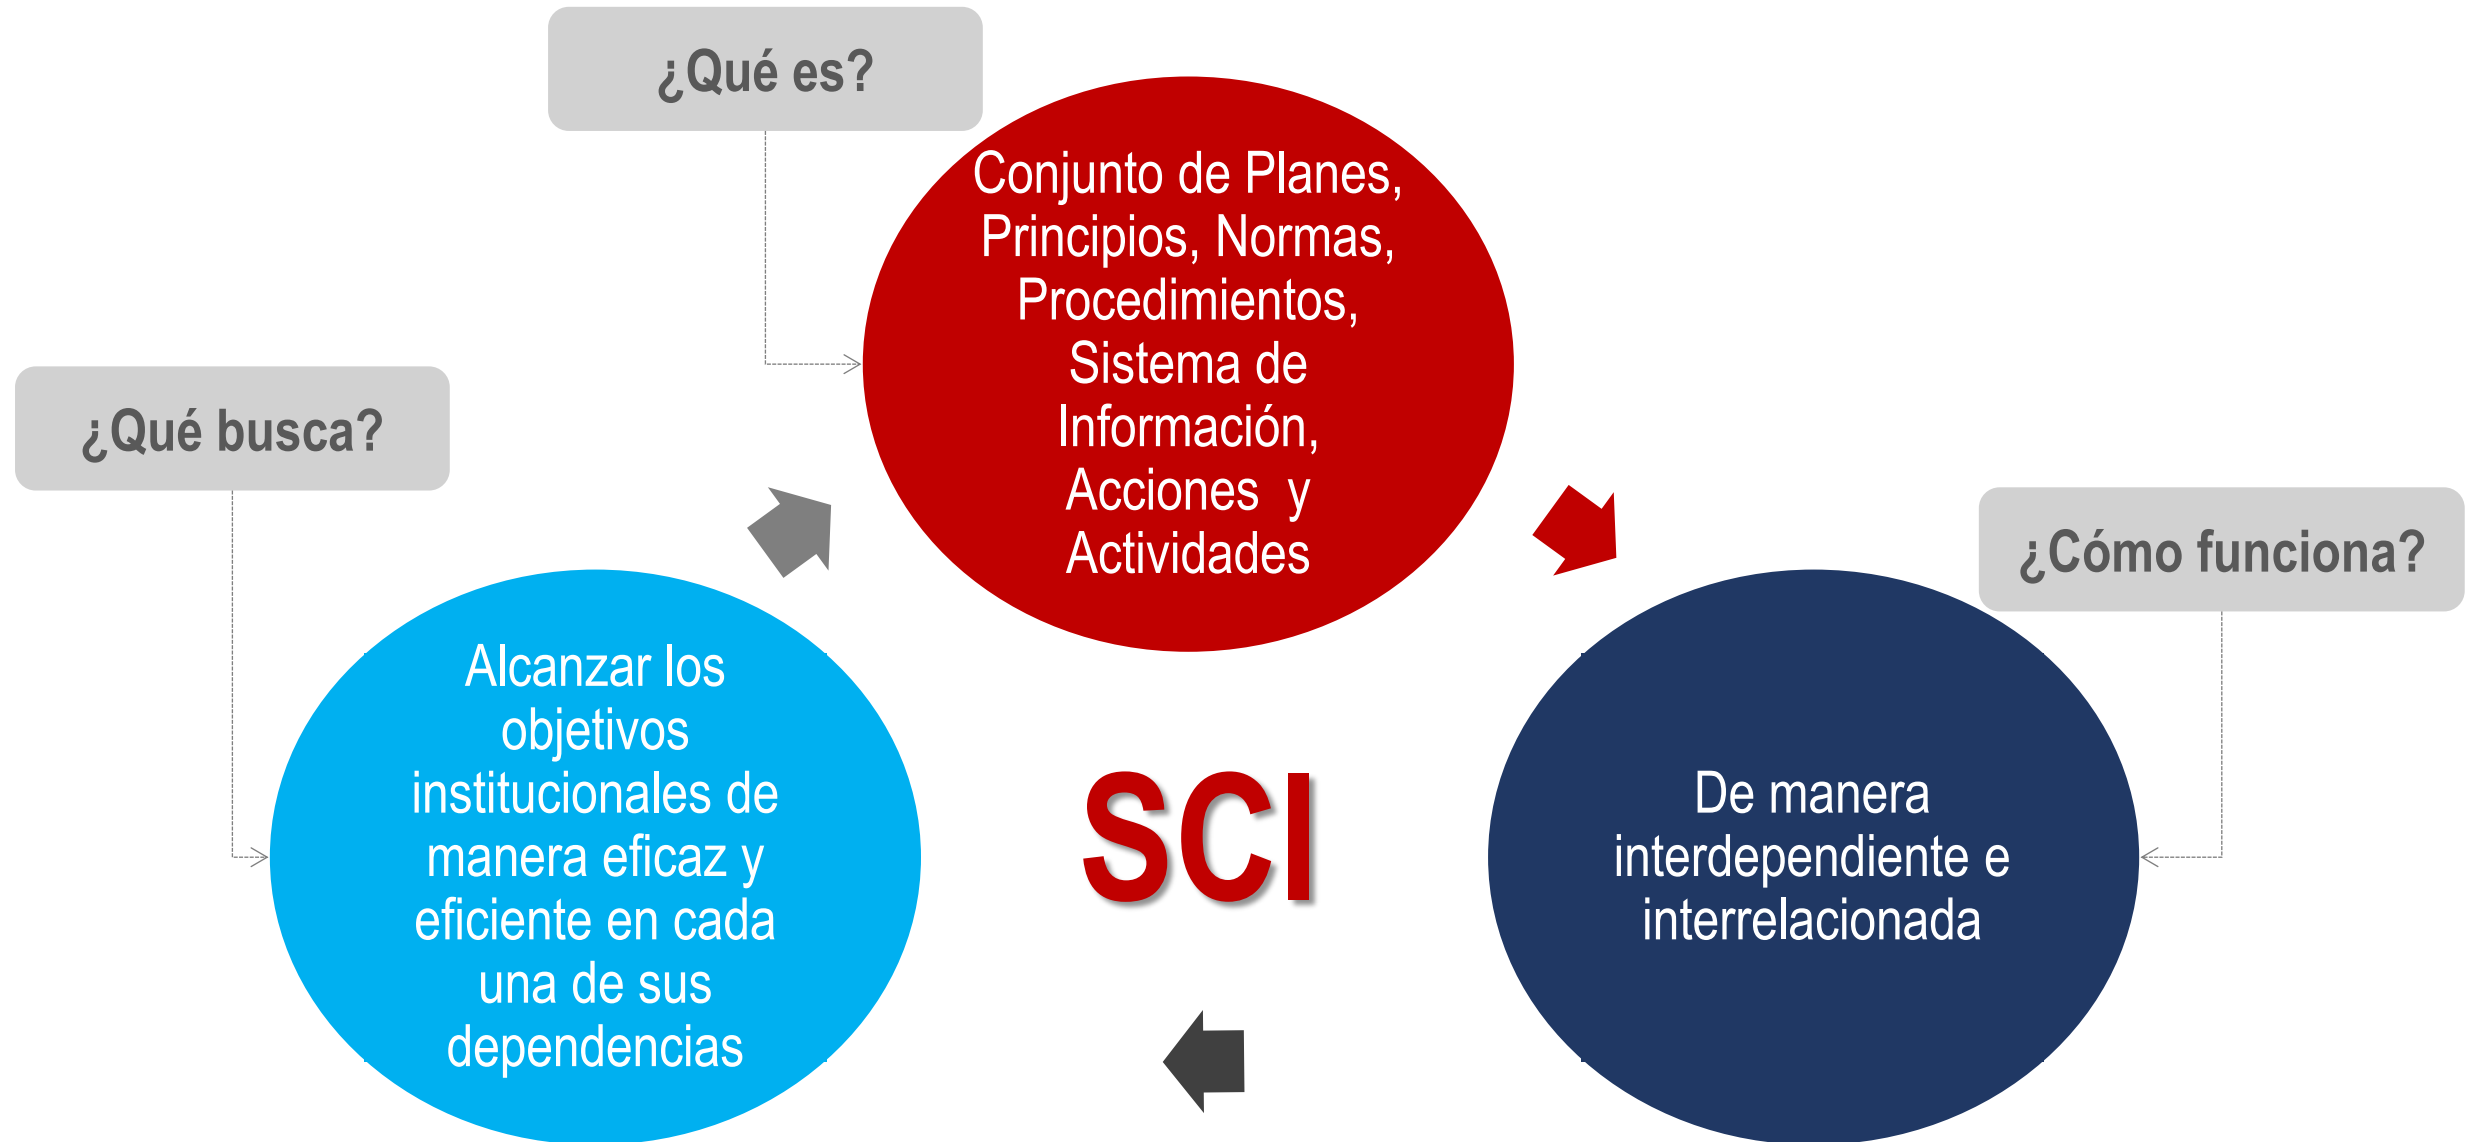 ¿Qué es?
Conjunto de Planes,
Principios, Normas,
Procedimientos,
Sistema de
Información,
Acciones y
Actividades
¿Qué busca?
Alcanzar los
objetivos
institucionales de
manera eficaz y
eficiente en cada
una de sus
dependencias
SCI
¿Cómo funciona?
De manera
interdependiente e
interrelacionada